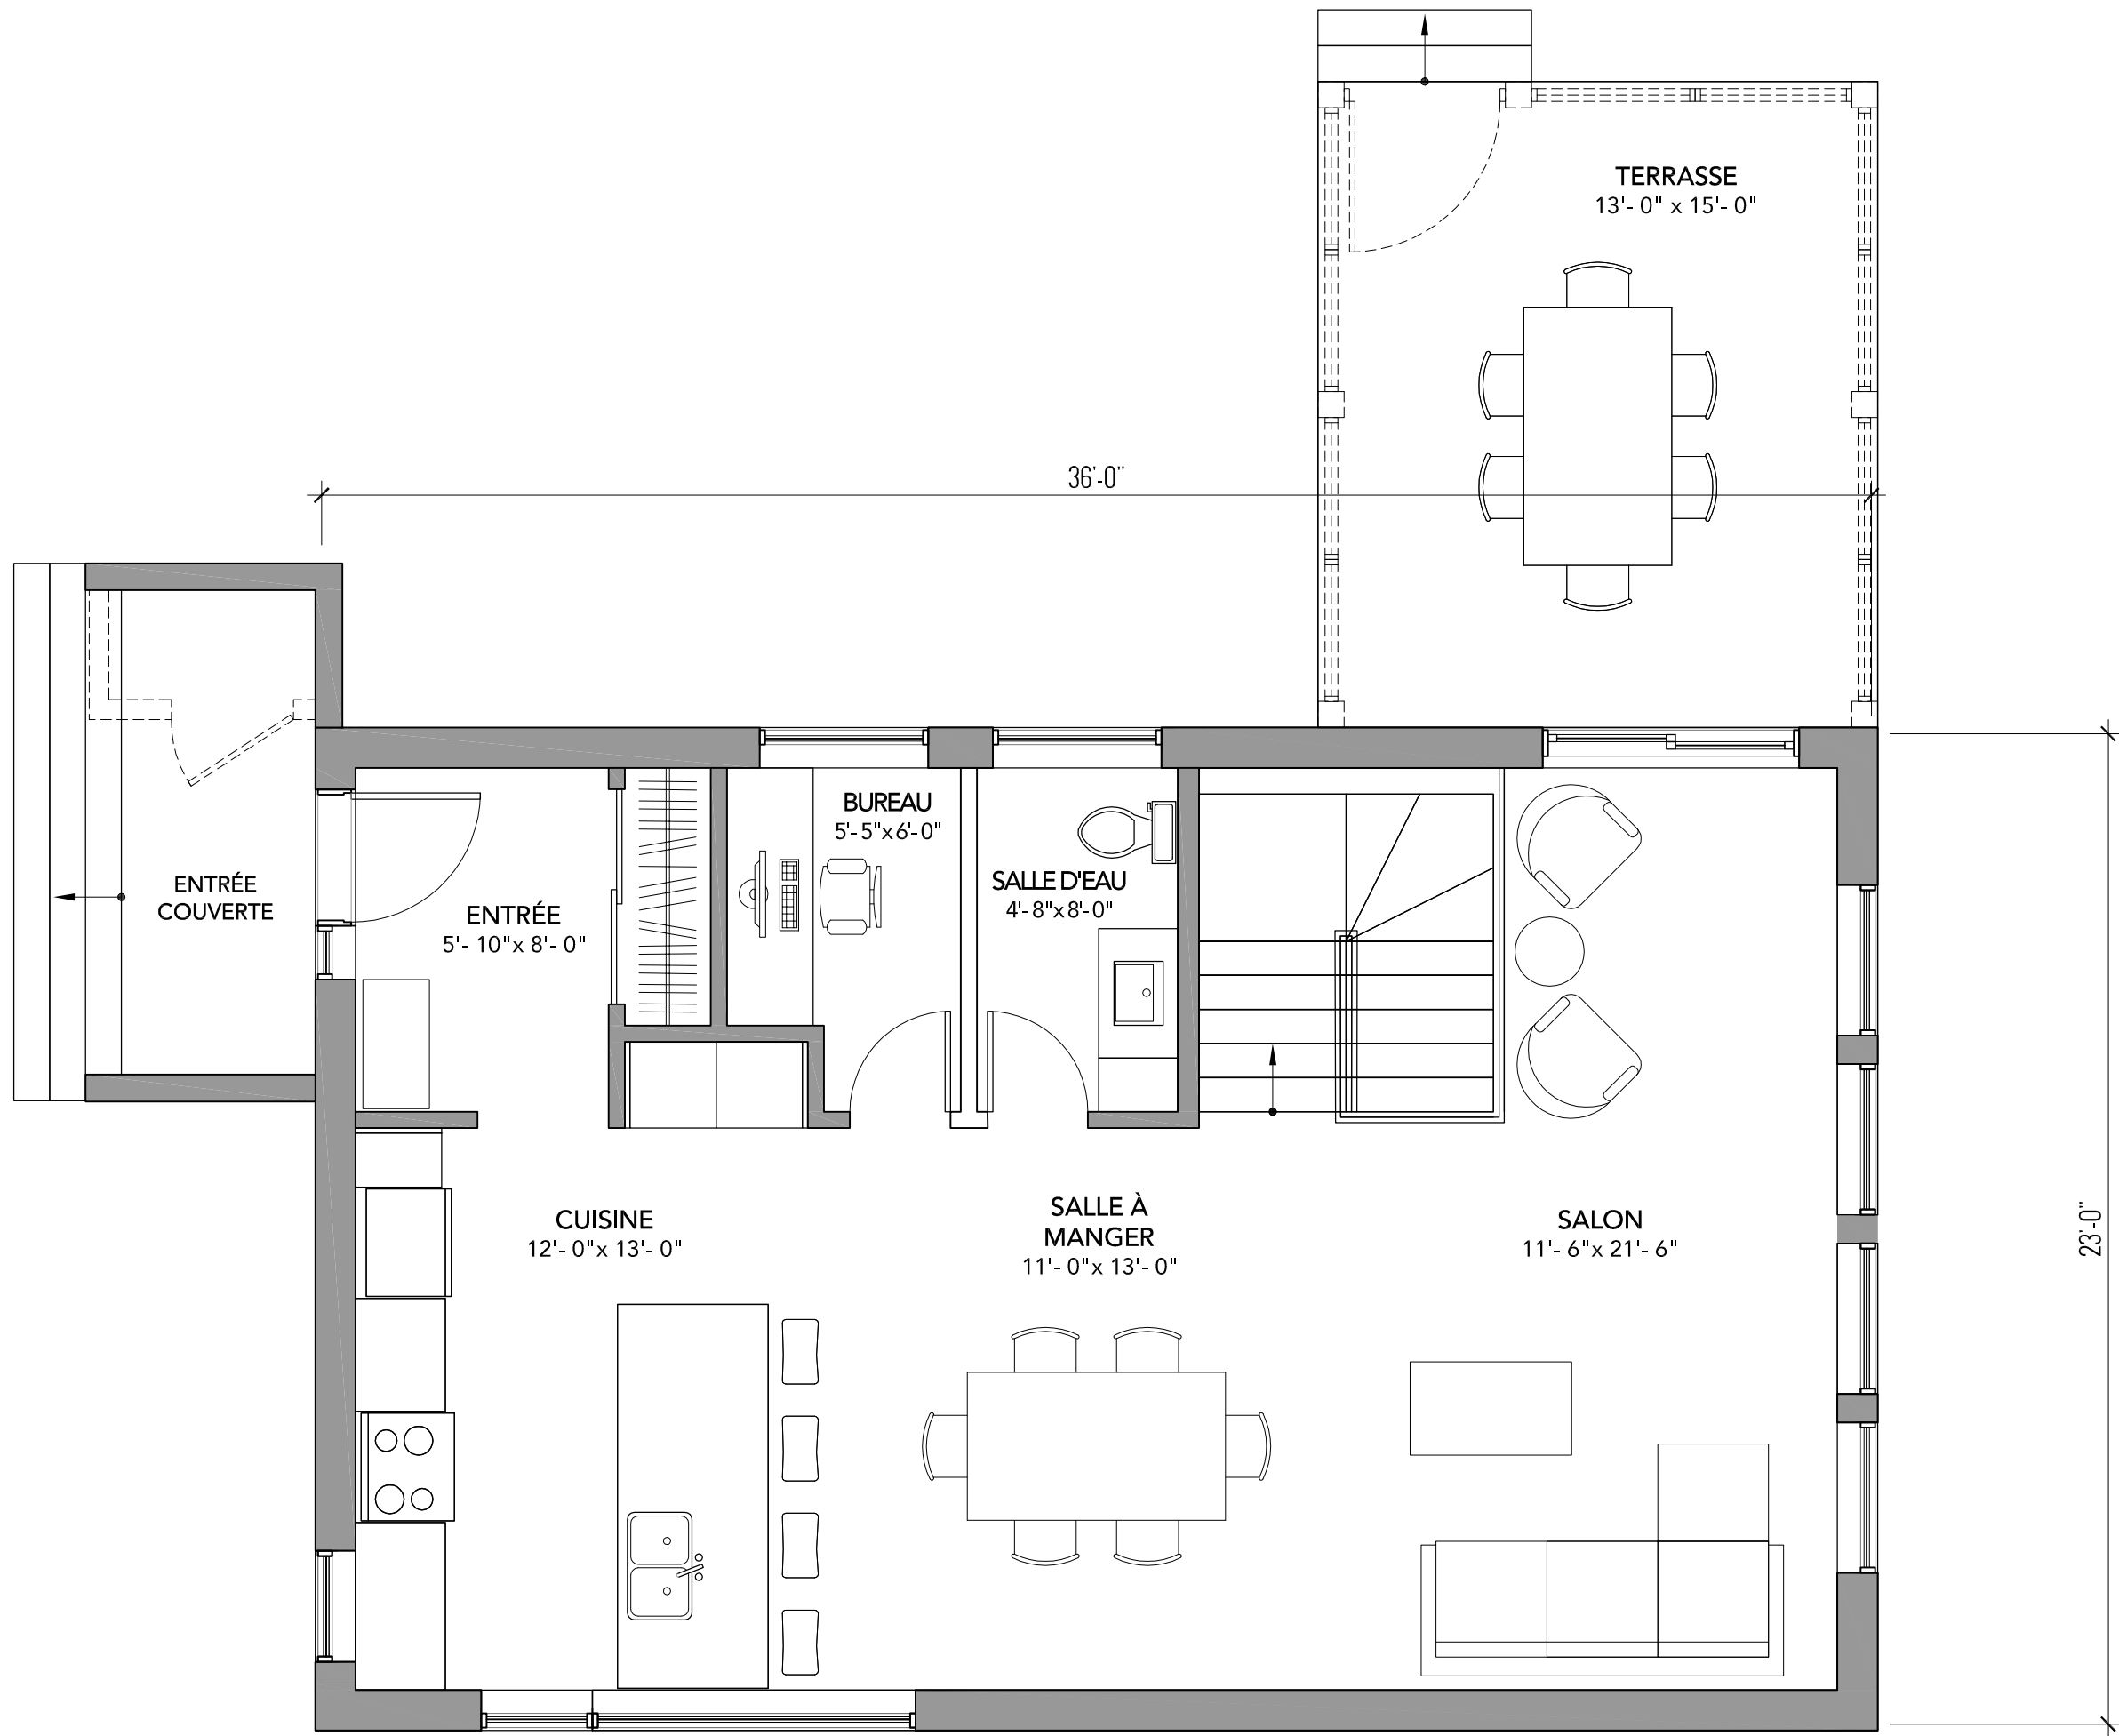 TERRASSE
13'- 0" x 15'- 0"
36'-0"
ENTRÉE
COUVERTE
ENTRÉE
5'- 10"x 8'- 0"
BUREAU
5'-5"x6'-0"
SALLE D'EAU
4'-8"x8'-0"
CUISINE
12'- 0"x 13'- 0"
SALLE À
MANGER
11'- 0"x 13'- 0"
SALON
11'- 6"x 21'- 6"
23'-0"